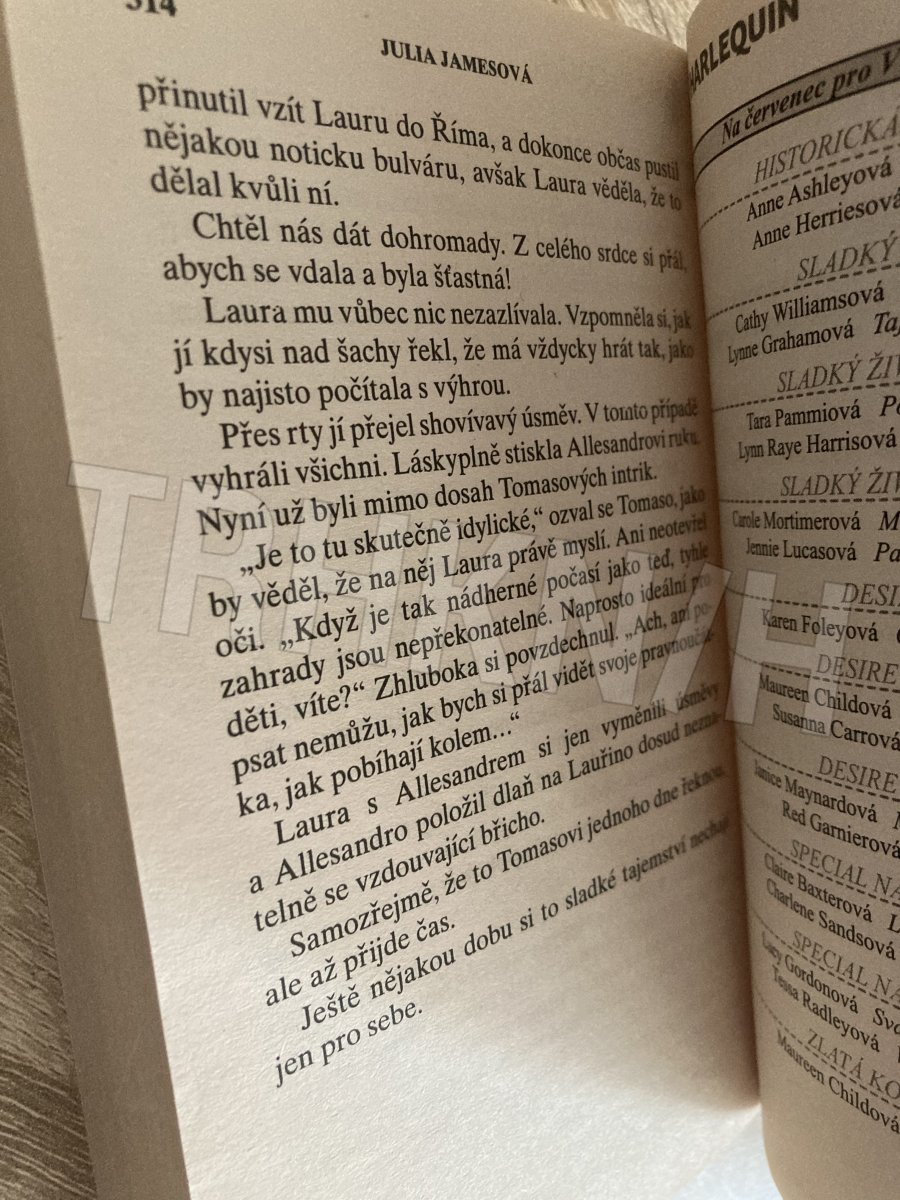 314
JULIA JAMESOVÁ
přinutil vzít Lauru do Říma, a dokonce občas pustil
nějakou noticku bulváru, avšak Laura věděla, že to
dělal kvůli ní.
Chtěl nás dát dohromady. Z celého srdce si přál,
abych se vdala a byla šťastná!
Laura mu vůbec nic nezazlívala. Vzpomněla si, jak
jí kdysi nad šachy řekl, že má vždycky hrát tak, jako
by najisto počítala s výhrou.
Přes rty jí přejel shovívavý úsměv. V tomto případě
vyhráli všichni. Láskyplně stiskla Allesandrovi ruku.
Nyní už byli mimo dosah Tomasových intrik.
„Je to tu skutečně idylické,“ ozval se Tomaso, jako
by věděl, že na něj Laura právě myslí. Ani neotevřel
oči. „Když je tak nádherné počasí jako teď, tyhle
zahrady jsou nepřekonatelné. Naprosto ideální pro
děti, víte?“ Zhluboka si povzdechnul. „Ach, ani po-
psat nemůžu, jak bych si přál vidět svoje pravnoučát-
ka, jak pobíhají kolem...“
Laura s Allesandrem si jen vyměnili úsměvy
a Allesandro položil dlaň na Lauřino dosud nezna-
telně se vzdouvající břicho.
Samozřejmě, že to Tomasovi jednoho dne řeknou,
ale až přijde čas.
Ještě nějakou dobu si to sladké tajemství nechají
jen pro sebe.
HARLEQUIN
Na červenec pro V
HISTORICKÁ
Anne Ashleyová
Anne Herriesová
SLADKÝ
Cathy Williamsová
Lynne Grahamová Taj
SLADKÝ ŽIV
Tara Pammiová Po
Lynn Raye Harrisová
SLADKÝ ŽIV
Carole Mortimerová M
Jennie Lucasová Pa
DESI
Karen Foleyová
DESIRE
Maureen Childová
Susanna Carrová
DESIRE
Janice Maynardová
Red Garnierová
SPECIAL NA
Claire Baxterová L
Charlene Sandsová
SPECIAL NA
Lucy Gordonová Svo
Tessa Radleyová
ZLATÁ KO
Maureen Childová